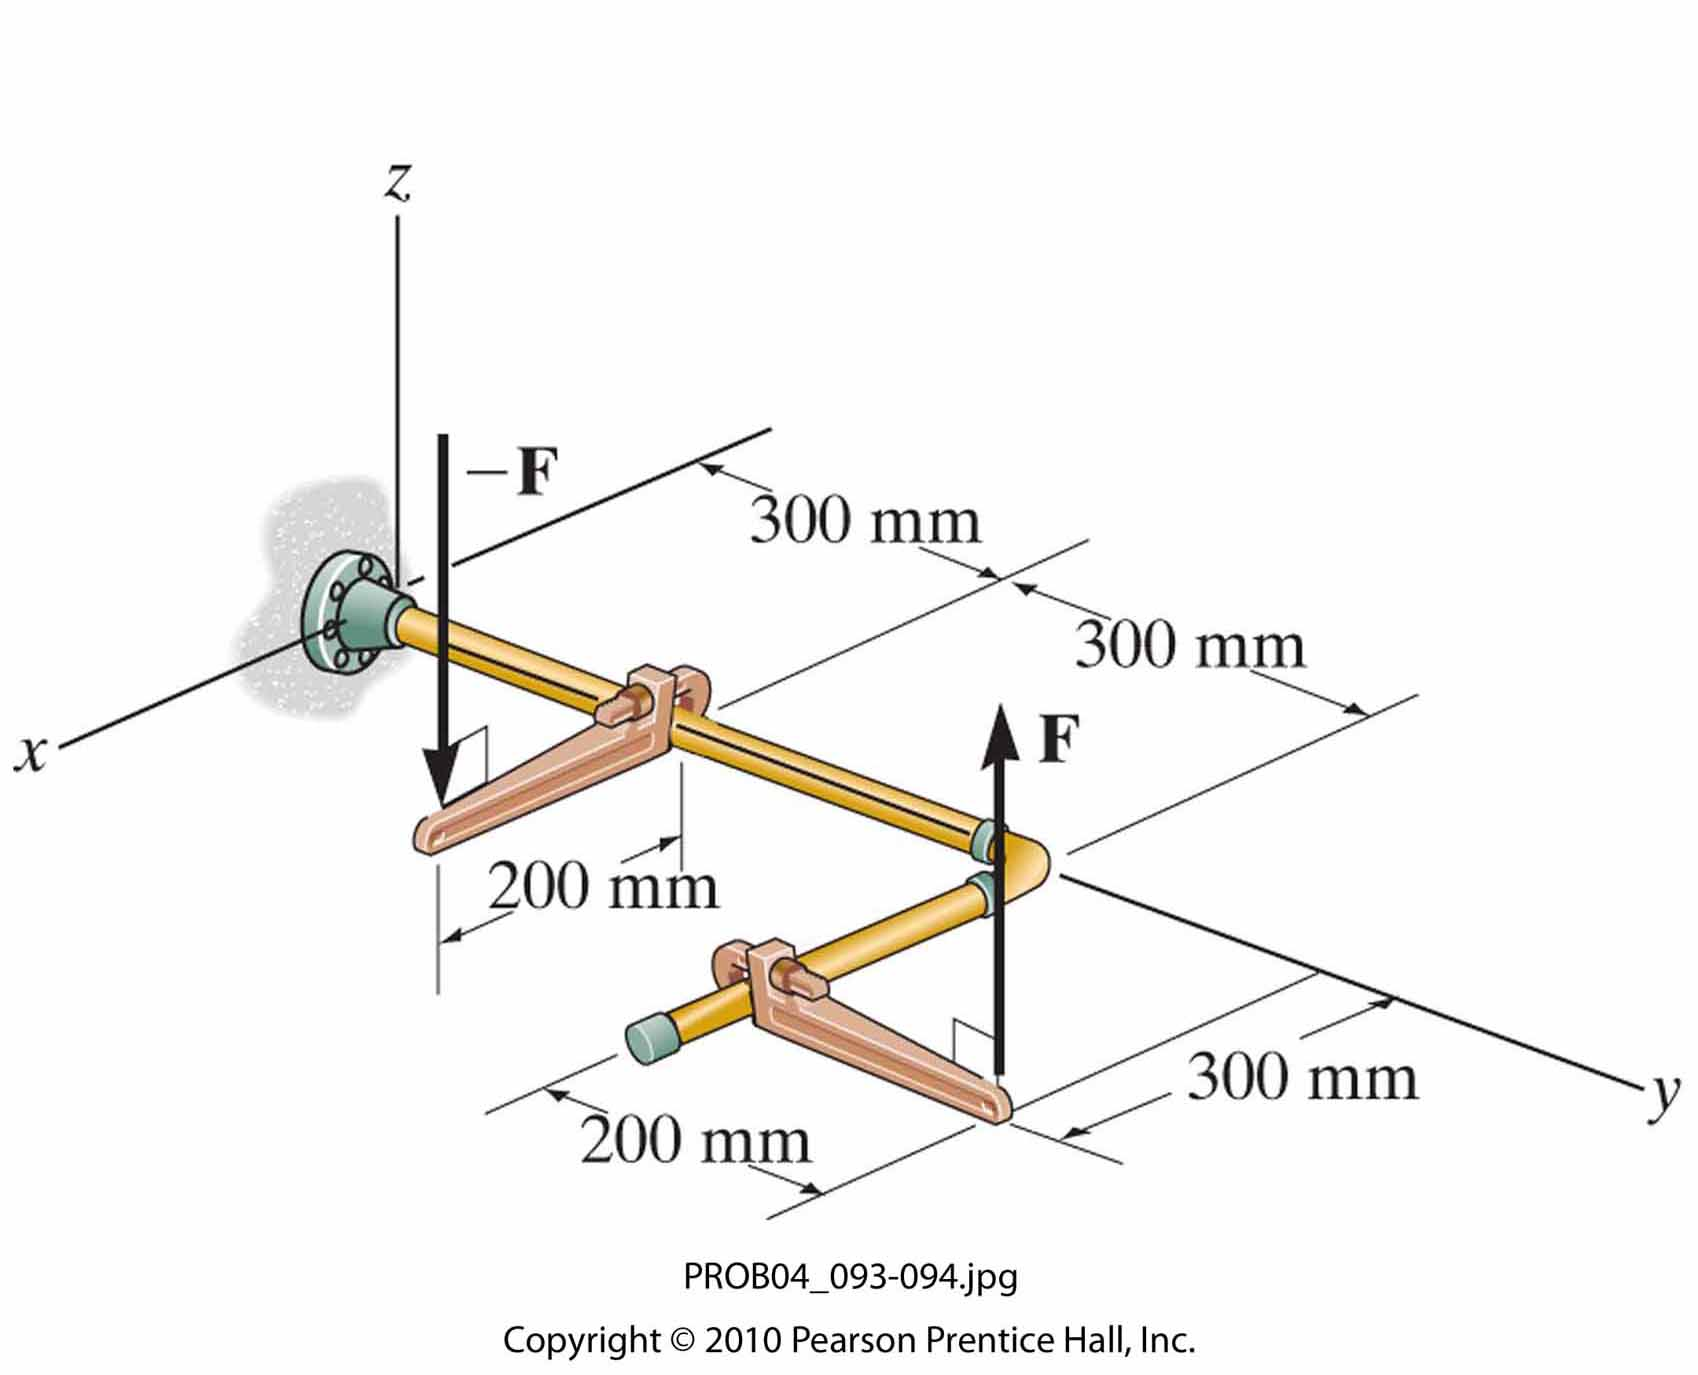 z
–F
300 mm
300 mm
F
x
200 mm
300 mm
y
200 mm
PROB04_093-094.jpg
Copyright © 2010 Pearson Prentice Hall, Inc.